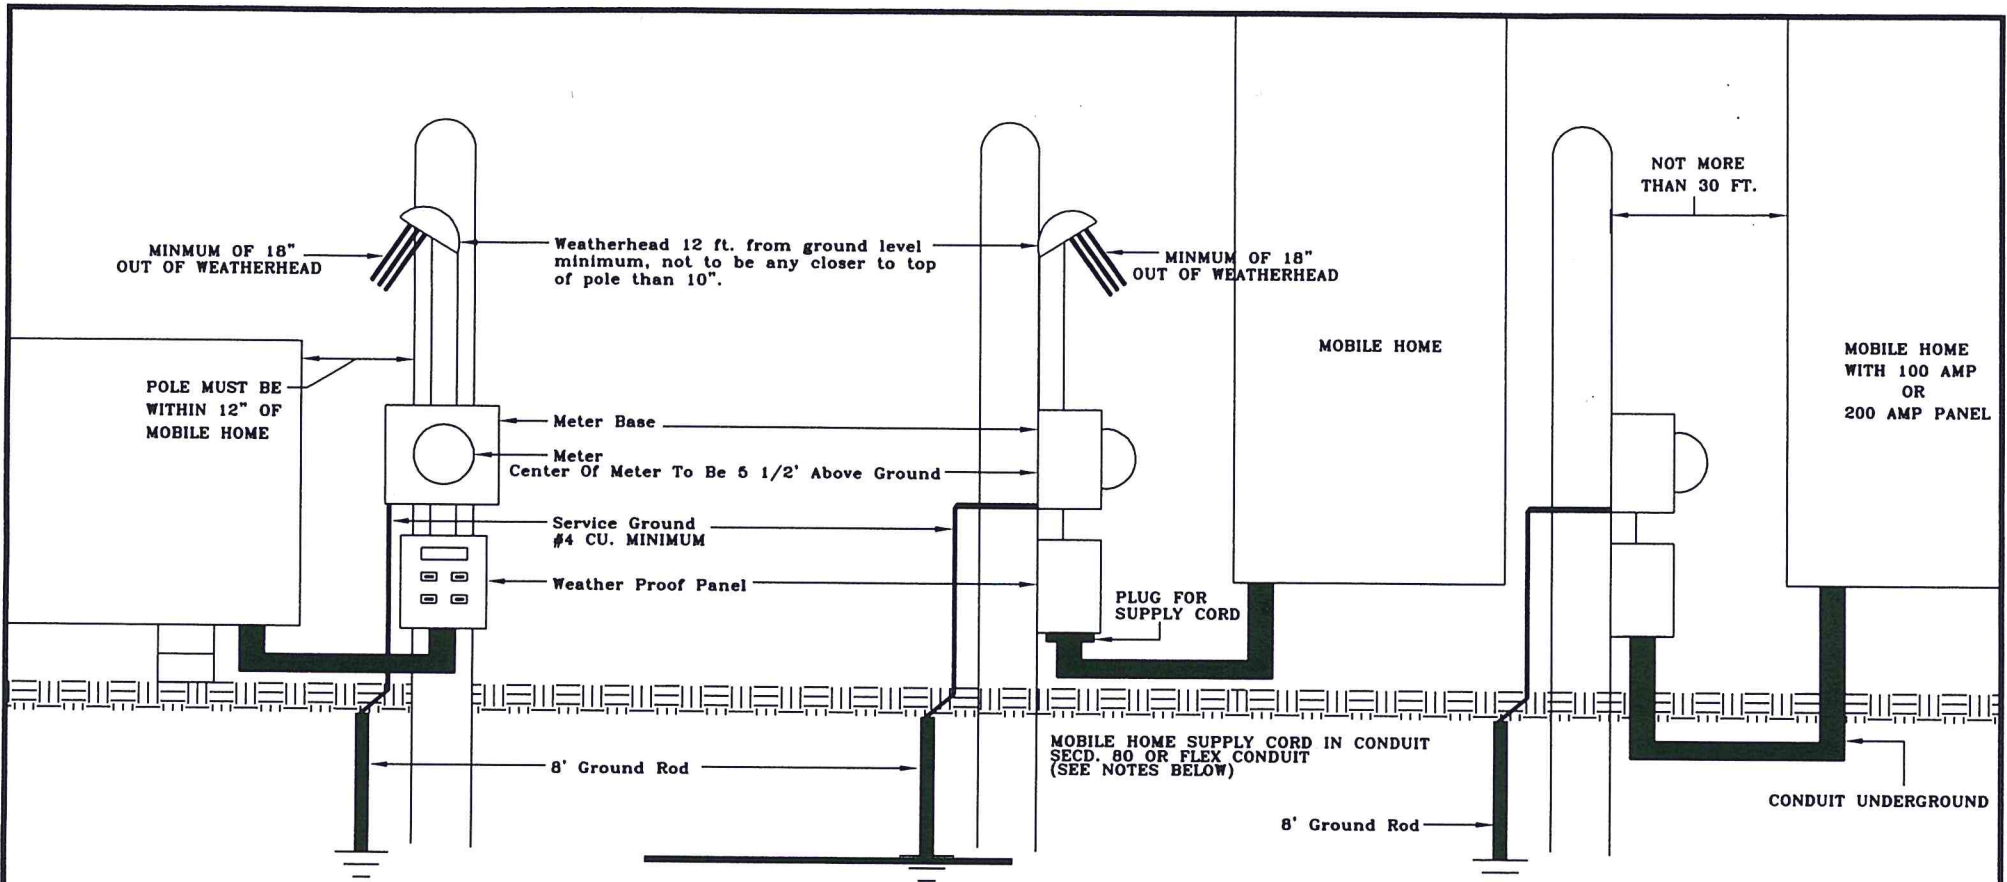 NOT MORE
THAN 30 FT.
MINMUM OF 18"
OUT OF WEATHERHEAD
Weatherhead 12 ft. from ground level
minimum, not to be any closer to top
of pole than 10".
MINMUM OF 18"
OUT OF WEATHERHEAD
MOBILE HOME
MOBILE HOME
WITH 100 AMP
OR
200 AMP PANEL
POLE MUST BE
WITHIN 12" OF
MOBILE HOME
Meter Base
Meter
Center Of Meter To Be 5 1/2' Above Ground
Service Ground
#4 CU. MINIMUM
Weather Proof Panel
PLUG FOR
SUPPLY CORD
MOBILE HOME SUPPLY CORD IN CONDUIT
SECD. 80 OR FLEX CONDUIT
(SEE NOTES BELOW)
8' Ground Rod
CONDUIT UNDERGROUND
8' Ground Rod